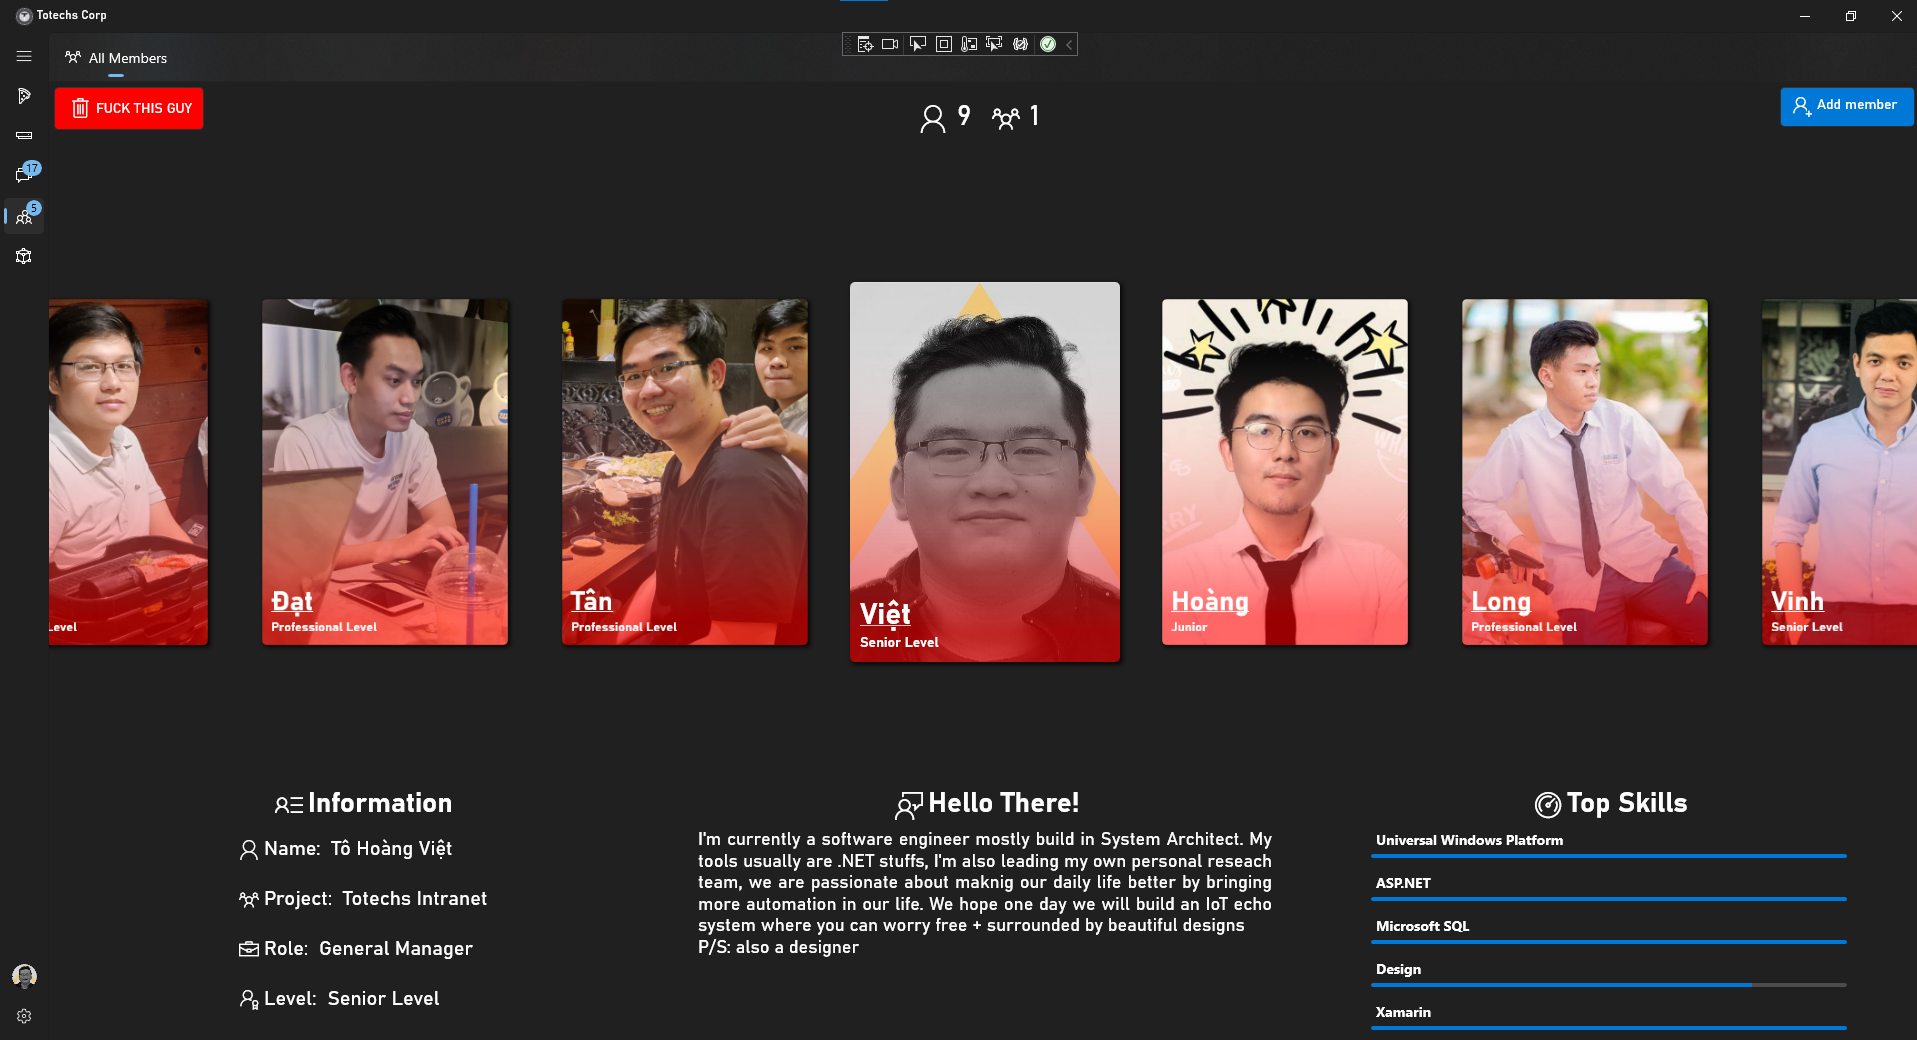 Totechs Corp
All Members
FUCK THIS GUY
9 1
Add member
17
5
Level
Đạt
Professional Level
Tân
Professional Level
Việt
Senior Level
Hoàng
Junior
Long
Professional Level
Vinh
Senior Level
Information
Name: Tô Hoàng Việt
Project: Totechs Intranet
Role: General Manager
Level: Senior Level
Hello There!
I'm currently a software engineer mostly build in System Architect. My
tools usually are .NET stuffs, I'm also leading my own personal reseach
team, we are passionate about maknig our daily life better by bringing
more automation in our life. We hope one day we will build an IoT echo
system where you can worry free + surrounded by beautiful designs
P/S: also a designer
Top Skills
Universal Windows Platform
ASP.NET
Microsoft SQL
Design
Xamarin